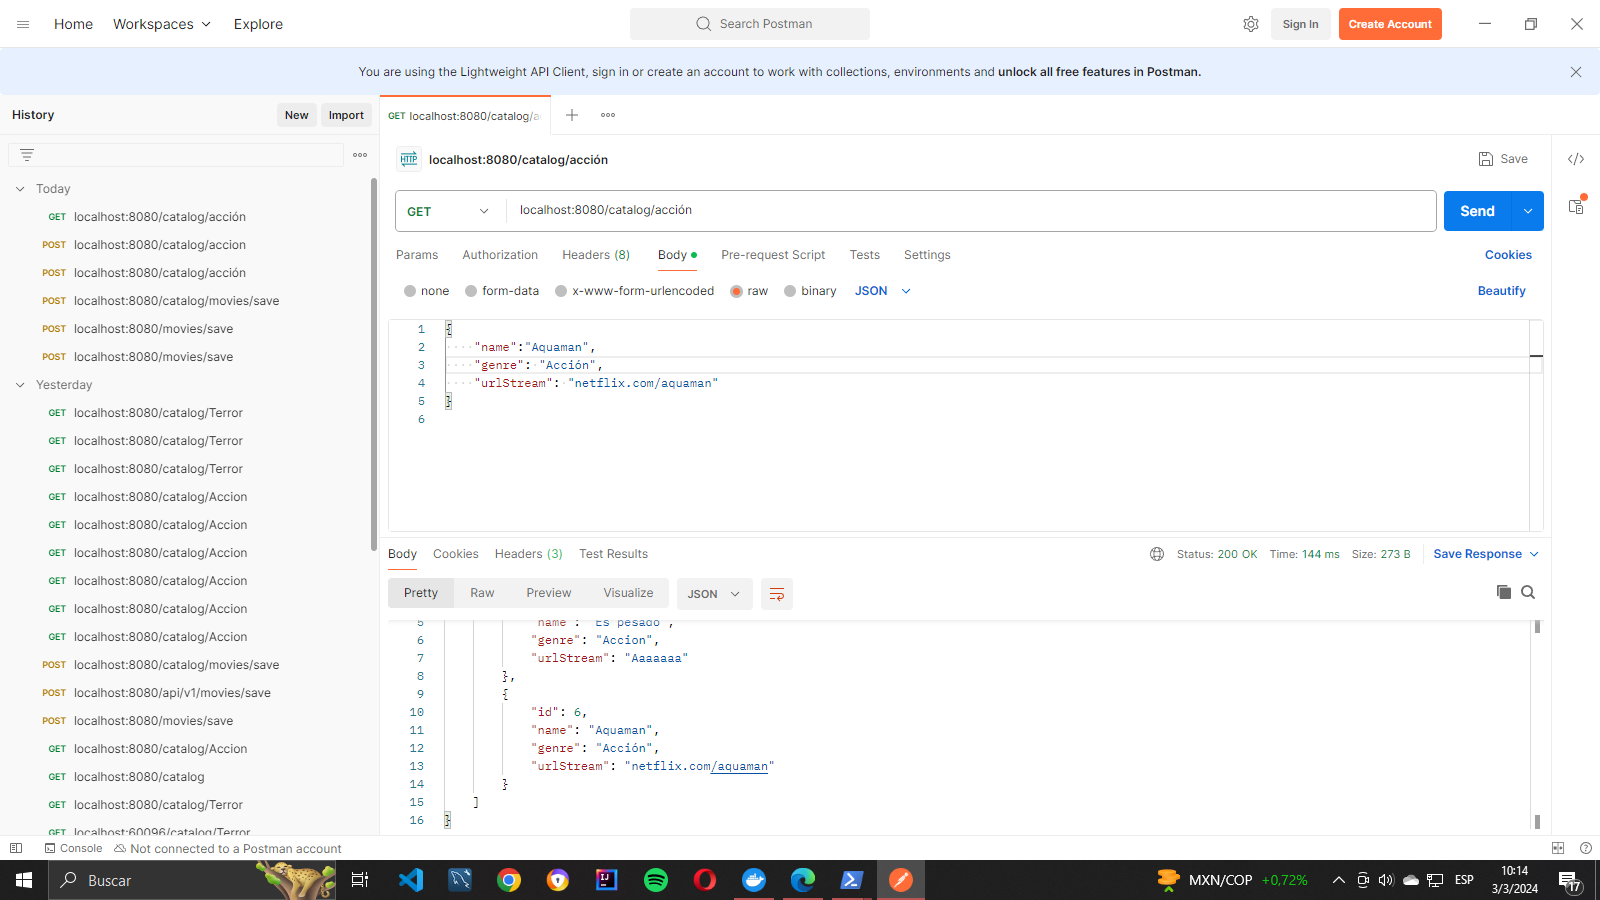 Home
Workspaces
Explore
Search Postman
Sign In
Create Account
You are using the Lightweight API Client, sign in or create an account to work with collections, environments and unlock all free features in Postman.
History
New
Import
Today
GET localhost:8080/catalog/acción
POST localhost:8080/catalog/accion
POST localhost:8080/catalog/acción
POST localhost:8080/catalog/movies/save
POST localhost:8080/movies/save
POST localhost:8080/movies/save
Yesterday
GET localhost:8080/catalog/Terror
GET localhost:8080/catalog/Terror
GET localhost:8080/catalog/Terror
GET localhost:8080/catalog/Accion
GET localhost:8080/catalog/Accion
GET localhost:8080/catalog/Accion
GET localhost:8080/catalog/Accion
GET localhost:8080/catalog/Accion
GET localhost:8080/catalog/Accion
POST localhost:8080/catalog/movies/save
POST localhost:8080/api/v1/movies/save
POST localhost:8080/movies/save
GET localhost:8080/catalog/Accion
GET localhost:8080/catalog
GET localhost:8080/catalog/Terror
GET localhost:60096/catalog/Terror
GET localhost:8080/catalog/a
HTTP localhost:8080/catalog/acción
Save
GET localhost:8080/catalog/acción
Send
Params Authorization Headers (8) Body Pre-request Script Tests Settings
Cookies
none form-data x-www-form-urlencoded raw binary JSON
Beautify
1 {
2 "name":"Aquaman",
3 "genre": "Acción",
4 "urlStream": "netflix.com/aquaman"
5 }
6
Body Cookies Headers (3) Test Results
Status: 200 OK Time: 144 ms Size: 273 B
Save Response
Pretty Raw Preview Visualize JSON
5 "name": "Es pesado",
6 "genre": "Accion",
7 "urlStream": "Aaaaaaa"
8 },
9 {
10 "id": 6,
11 "name": "Aquaman",
12 "genre": "Acción",
13 "urlStream": "netflix.com/aquaman"
14 }
15 ]
16 }
Console
Not connected to a Postman account
Buscar
IJ
MXN/COP +0,72%
ESP
10:14
3/3/2024
17